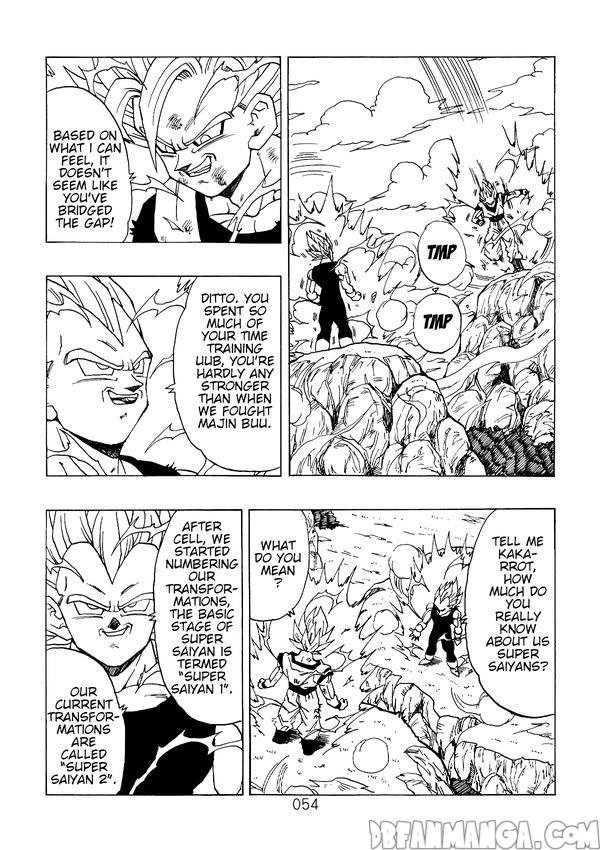 TMP
TMP
BASED ON
WHAT I CAN
FEEL, IT
DOESN'T
SEEM LIKE
YOU'VE
BRIDGED
THE GAP!
DITTO. YOU
SPENT SO
MUCH OF
YOUR TIME
TRAINING
UUB, YOU'RE
HARDLY ANY
STRONGER
THAN WHEN
WE FOUGHT
MAJIN BUU.
TELL ME
KAKA-
RROT,
HOW MUCH
DO YOU
REALLY
KNOW
ABOUT US
SUPER
SAIYANS?
WHAT
DO YOU
MEAN
?
AFTER
CELL, WE
STARTED
NUMBERING
OUR
TRANSFOR-
MATIONS,
THE BASIC
STAGE OF
SUPER
SAIYAN IS
TERMED
"SUPER
SAIYAN 1".
OUR
CURRENT
TRANSFOR-
MATIONS
ARE
CALLED
"SUPER
SAIYAN 2".
054
DBFANMANGA.COM